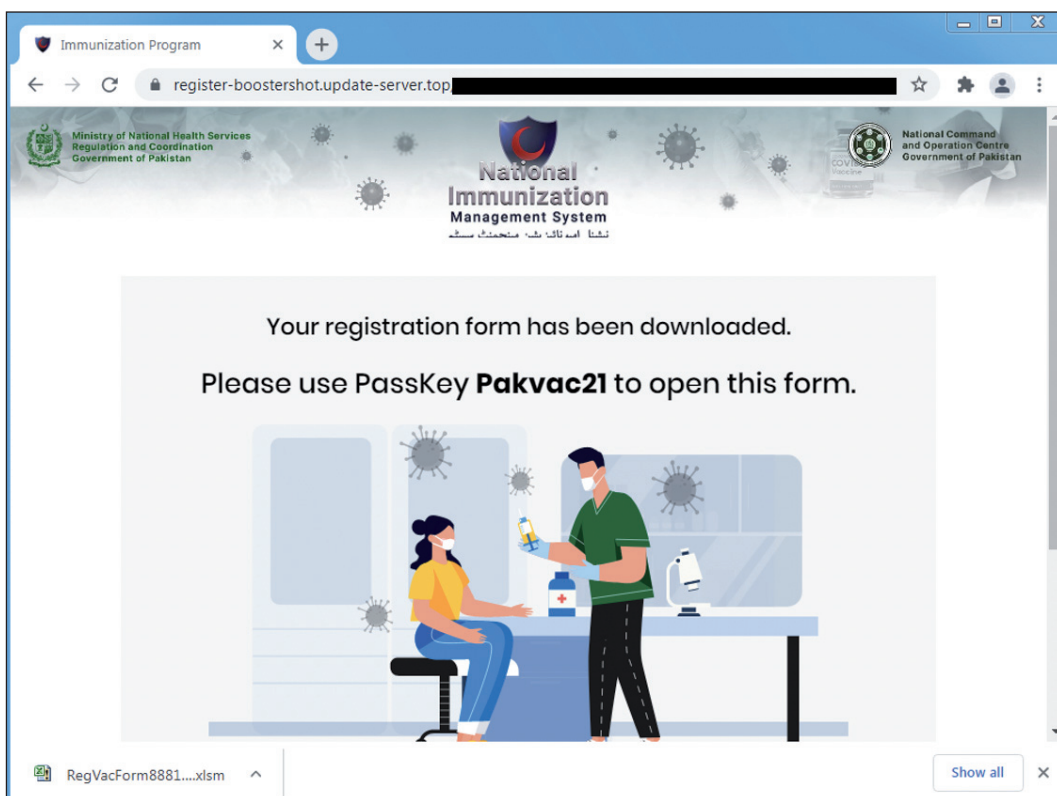 Immunization Program
register-boostershot.update-server.top
Ministry of National Health Services
Regulation and Coordination
Government of Pakistan
National
Immunization
Management System
National Command
and Operation Centre
Government of Pakistan
Your registration form has been downloaded.
Please use PassKey Pakvac21 to open this form.
RegVacForm8881....xlsm
Show all